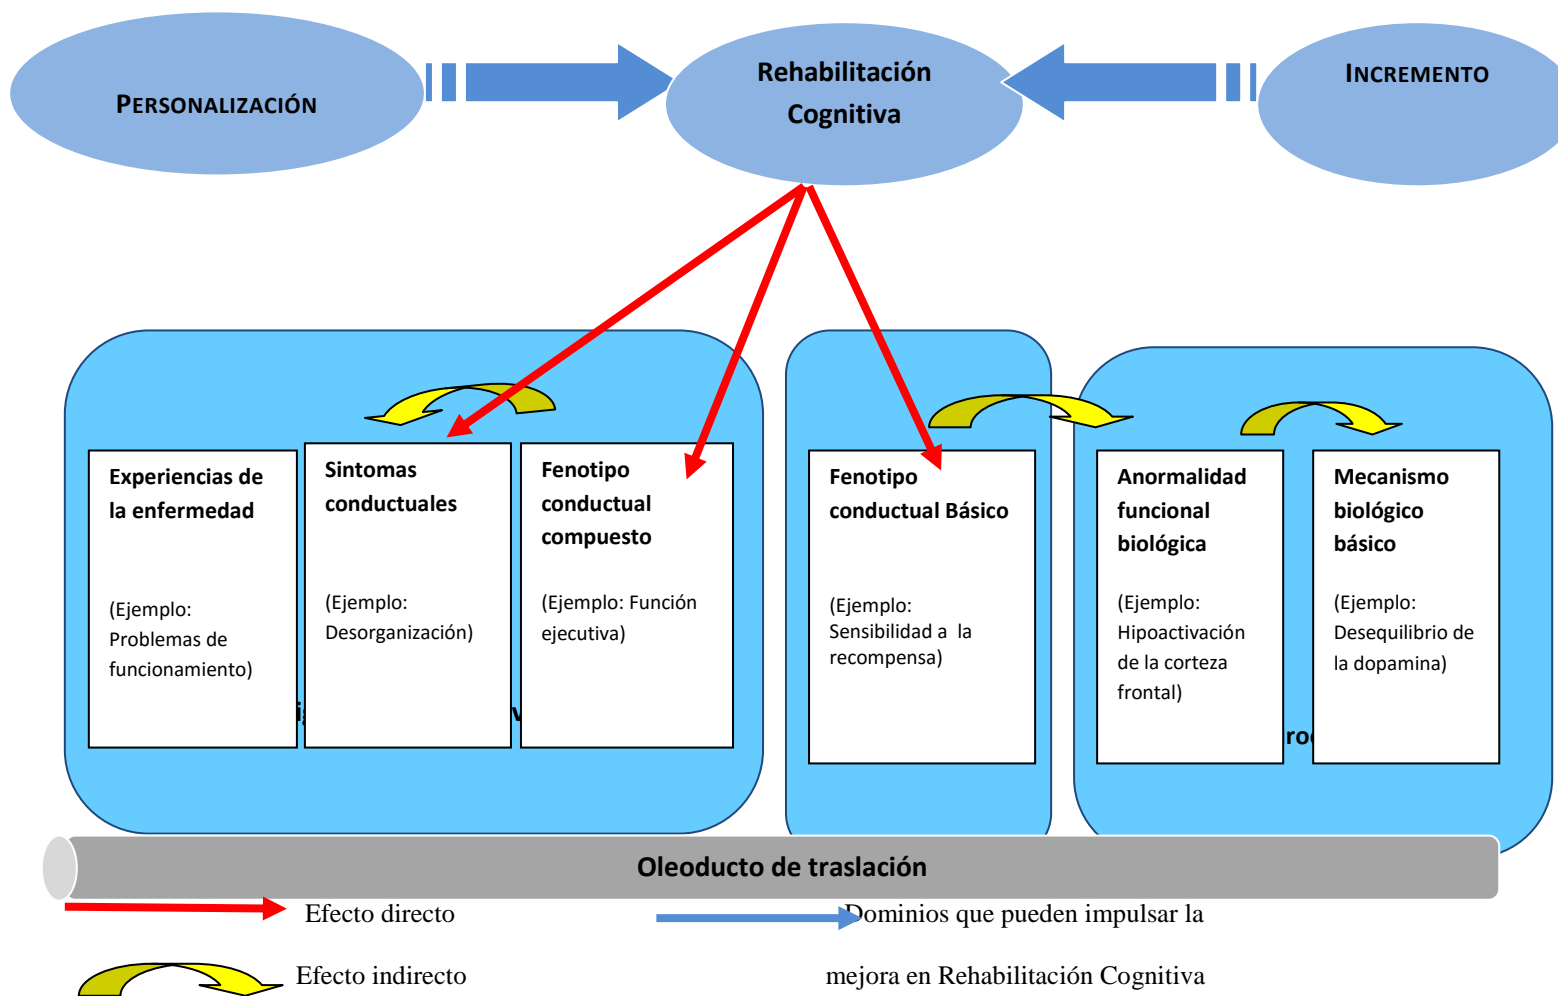 PERSONALIZACIÓN
Rehabilitación
Cognitiva
INCREMENTO
Experiencias de
la enfermedad
(Ejemplo:
Problemas de
funcionamiento)
Sintomas
conductuales
(Ejemplo:
Desorganización)
Fenotipo
conductual
compuesto
(Ejemplo: Función
ejecutiva)
Fenotipo
conductual Básico
(Ejemplo:
Sensibilidad a la
recompensa)
Anormalidad
funcional
biológica
(Ejemplo:
Hipoactivación
de la corteza
frontal)
Mecanismo
biológico
básico
(Ejemplo:
Desequilibrio de
la dopamina)
Oleoducto de traslación
Efecto directo
Dominios que pueden impulsar la
Efecto indirecto
mejora en Rehabilitación Cognitiva